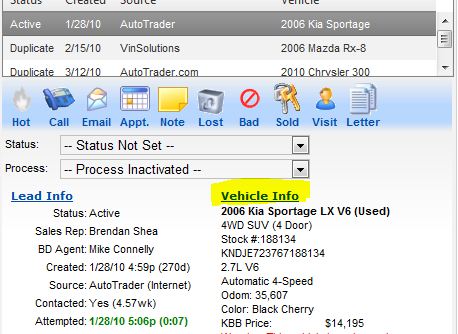 Status Created Source Vehicle
Active 1/28/10 AutoTrader 2006 Kia Sportage
Duplicate 2/15/10 VinSolutions 2006 Mazda Rx-8
Duplicate 3/12/10 AutoTrader.com 2010 Chrysler 300
Hot Call Email Appt. Note Lost Bad Sold Visit Letter
Status: -- Status Not Set --
Process: -- Process Inactivated --
Lead Info
Status: Active
Sales Rep: Brendan Shea
BD Agent: Mike Connelly
Created: 1/28/10 4:59p (270d)
Source: AutoTrader (Internet)
Contacted: Yes (4.57wk)
Attempted: 1/28/10 5:06p (0:07)
Vehicle Info
2006 Kia Sportage LX V6 (Used)
4WD SUV (4 Door)
Stock #:188134
KNDJE723767188134
2.7L V6
Automatic 4-Speed
Odom: 35,607
Color: Black Cherry
KBB Price: $14,195